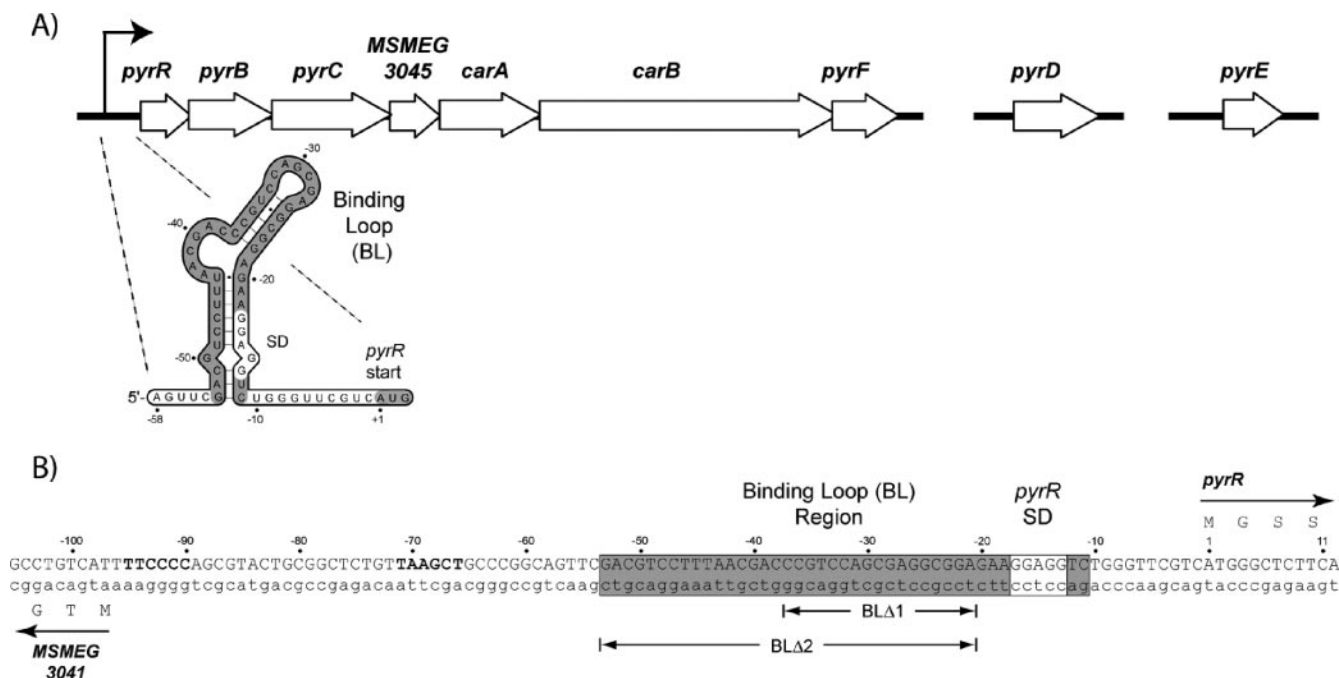 A)
pyrR pyrB pyrC MSMEG 3045 carA carB pyrF pyrD pyrE
-30
Binding
Loop
(BL)
-40
-20
SD
-50
pyrR
start
5'-AGUUCGACGUCCUUUAACGACCCGUCCAGCGAGGCGGAGAAGGAGGUCUGGGUUCGUCAUG
-58 -10 +1
B)
Binding Loop (BL)
Region
pyrR
SD
pyrR
M G S S
-100 -90 -80 -70 -60 -50 -40 -30 -20 -10 1 11
GCCTGTCATTTTCCCCAGCGTACTGCGGCTCTGTTAAGCTGCCCGGCAGTTCGACGTCCTTTAACGACCCGTCCAGCGAGGCGGAGAAGGAGGTCTGGGTTCGTCATGGGCTCTTCA
cggacagtaaaaggggtcgcatgacgccgagacaattcgacgggccgtcaagctgcaggaaattgctgggcaggtcgctccgcctcttcctccagacccaagcagtacccgagaagt
G T M
BLΔ1
MSMEG
3041
BLΔ2